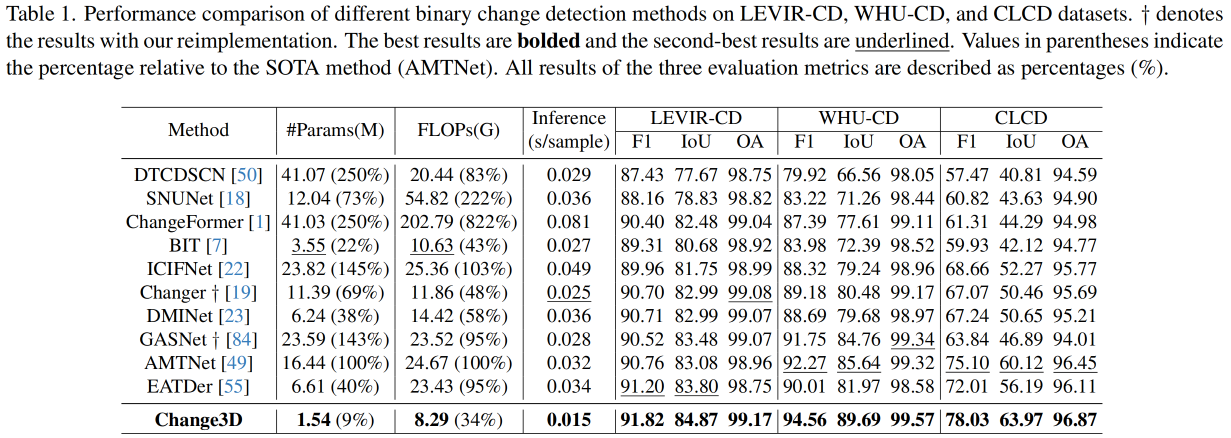 Table 1. Performance comparison of different binary change detection methods on LEVIR-CD, WHU-CD, and CLCD datasets. † denotes
the results with our reimplementation. The best results are bolded and the second-best results are underlined. Values in parentheses indicate
the percentage relative to the SOTA method (AMTNet). All results of the three evaluation metrics are described as percentages (%).
Method #Params(M) FLOPs(G) Inference (s/sample) LEVIR-CD WHU-CD CLCD
F1 IoU OA F1 IoU OA F1 IoU OA
DTCDSCN [50] 41.07 (250%) 20.44 (83%) 0.029 87.43 77.67 98.75 79.92 66.56 98.05 57.47 40.81 94.59
SNUNet [18] 12.04 (73%) 54.82 (222%) 0.036 88.16 78.83 98.82 83.22 71.26 98.44 60.82 43.63 94.90
ChangeFormer [1] 41.03 (250%) 202.79 (822%) 0.081 90.40 82.48 99.04 87.39 77.61 99.11 61.31 44.29 94.98
BIT [7] 3.55 (22%) 10.63 (43%) 0.027 89.31 80.68 98.92 83.98 72.39 98.52 59.93 42.12 94.77
ICIFNet [22] 23.82 (145%) 25.36 (103%) 0.049 89.96 81.75 98.99 88.32 79.24 98.96 68.66 52.27 95.77
Changer † [19] 11.39 (69%) 11.86 (48%) 0.025 90.70 82.99 99.08 89.18 80.48 99.17 67.07 50.46 95.69
DMINet [23] 6.24 (38%) 14.42 (58%) 0.036 90.71 82.99 99.07 88.69 79.68 98.97 67.24 50.65 95.21
GASNet † [84] 23.59 (143%) 23.52 (95%) 0.028 90.52 83.48 99.07 91.75 84.76 99.34 63.84 46.89 94.01
AMTNet [49] 16.44 (100%) 24.67 (100%) 0.032 90.76 83.08 98.96 92.27 85.64 99.32 75.10 60.12 96.45
EATDer [55] 6.61 (40%) 23.43 (95%) 0.034 91.20 83.80 98.75 90.01 81.97 98.58 72.01 56.19 96.11
Change3D 1.54 (9%) 8.29 (34%) 0.015 91.82 84.87 99.17 94.56 89.69 99.57 78.03 63.97 96.87